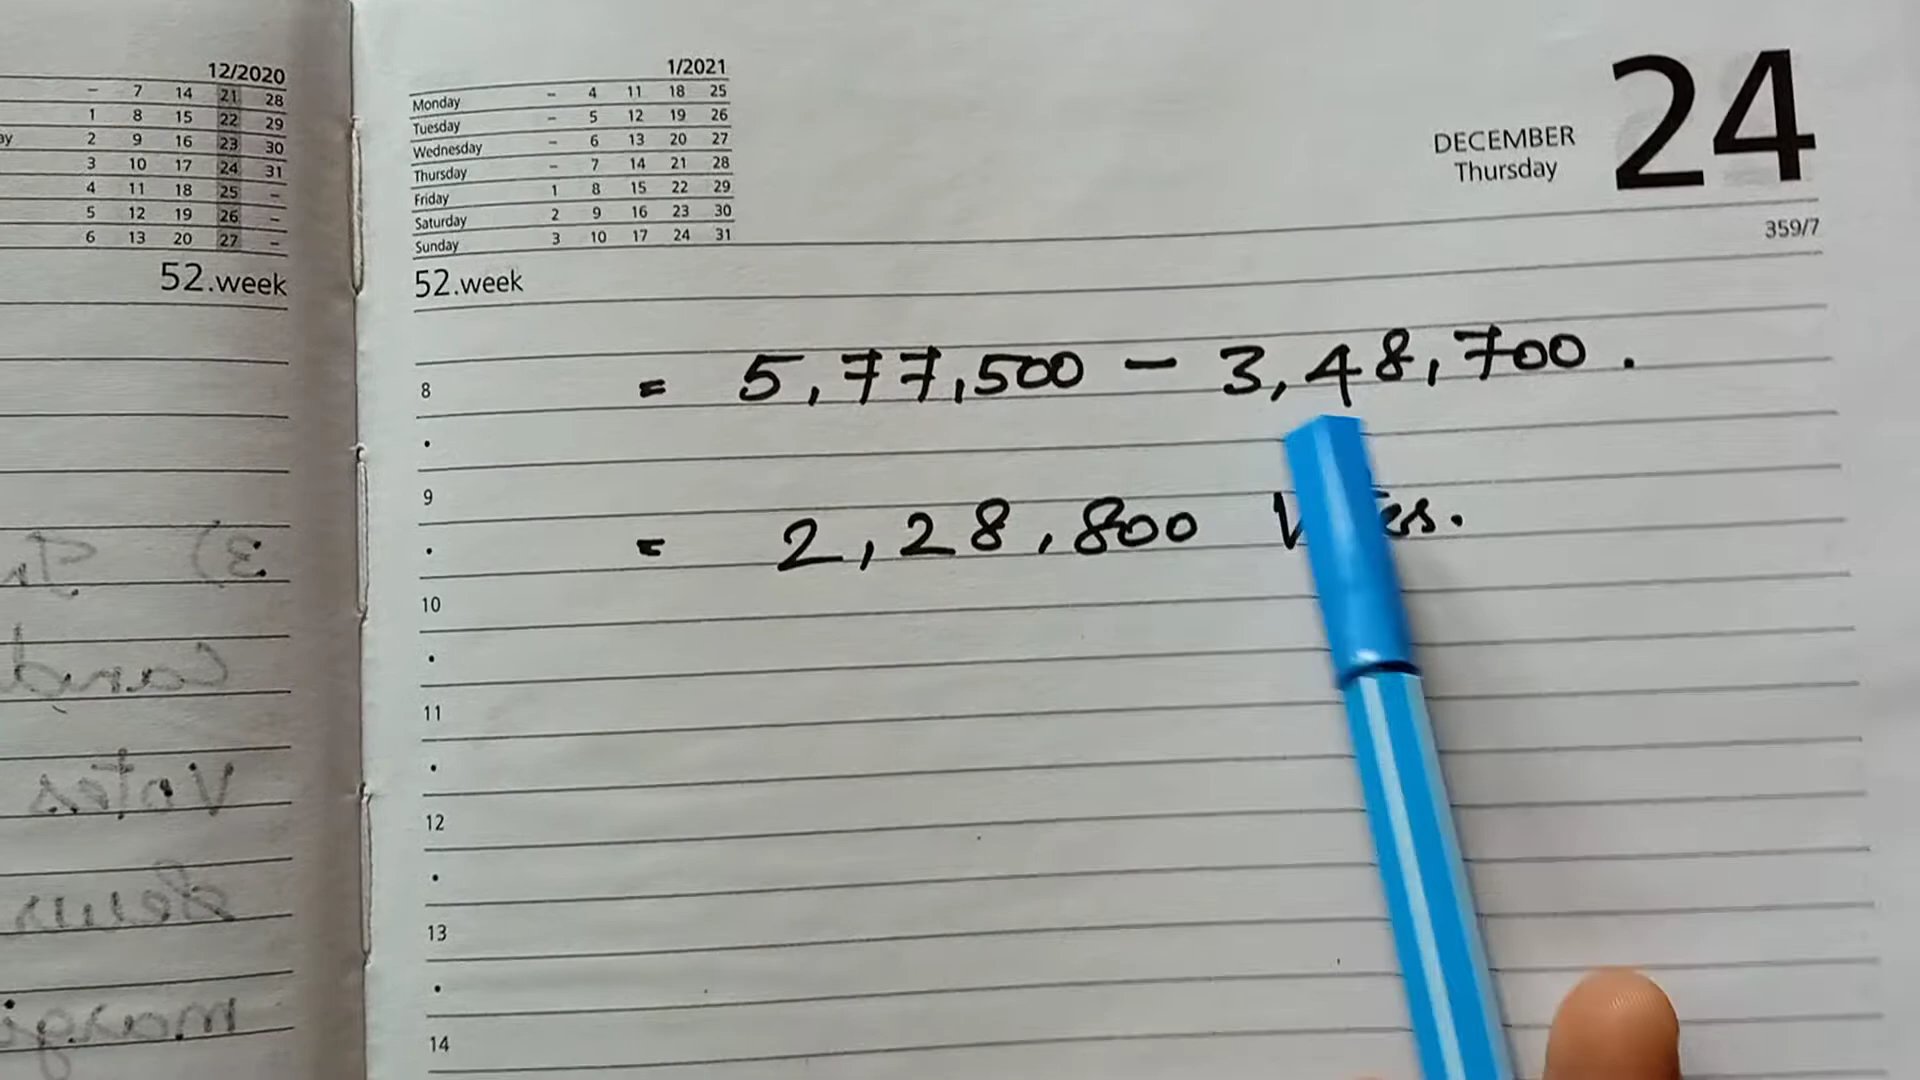 12/2020
– 7 14 21 28
1 8 15 22 29
ay 2 9 16 23 30
3 10 17 24 31
4 11 18 25 –
5 12 19 26 –
6 13 20 27 –
52.week
1/2021
Monday – 4 11 18 25
Tuesday – 5 12 19 26
Wednesday – 6 13 20 27
Thursday – 7 14 21 28
Friday 1 8 15 22 29
Saturday 2 9 16 23 30
Sunday 3 10 17 24 31
52.week
DECEMBER
Thursday
24
359/7
8 = 5,77,500 – 3,48,700.
9
= 2,28,800
10
11
12
13
14